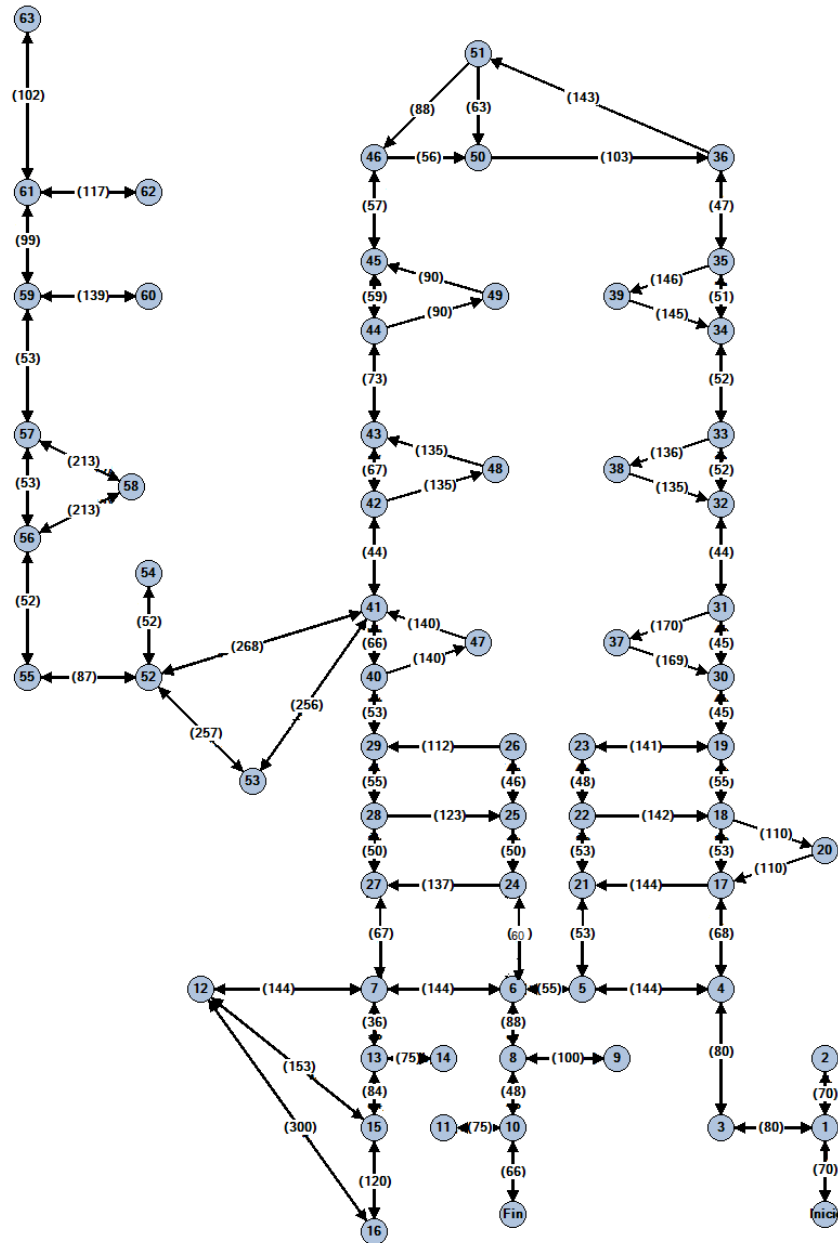 63
51
(102)
(88) (63) (143)
46 (56) 50 (103) 36
61 (117) 62
(57) (47)
(99)
45 35
(90) (146)
59 (139) 60 (59) 49 39 (51)
(90) (145)
44 34
(53)
(73) (52)
57 43 33
(213) (135) (136)
(53) 58 (67) 48 38 (52)
(213) (135) (135)
42 32
56
(44) (44)
(52) 54
41 31
(52) (140) (170)
(268) (66) 47 37 (45)
(140) (169)
55 (87) 52 40 30
(257) (256) (53) (45)
29 (112) 26 23 (141) 19
53 (55) (46) (48) (55)
28 (123) 25 22 (142) 18
(110)
(50) (50) (53) (53) 20
(110)
27 (137) 24 21 (144) 17
(67) (60) (53) (68)
12 (144) 7 (144) 6 (55) 5 (144) 4
(36) (88)
(153) 13 (75) 14 8 (100) 9 (80) 2
(84) (48) (70)
(300) 15 11 (75) 10 3 (80) 1
(120) (66) (70)
16 Fin Inicio